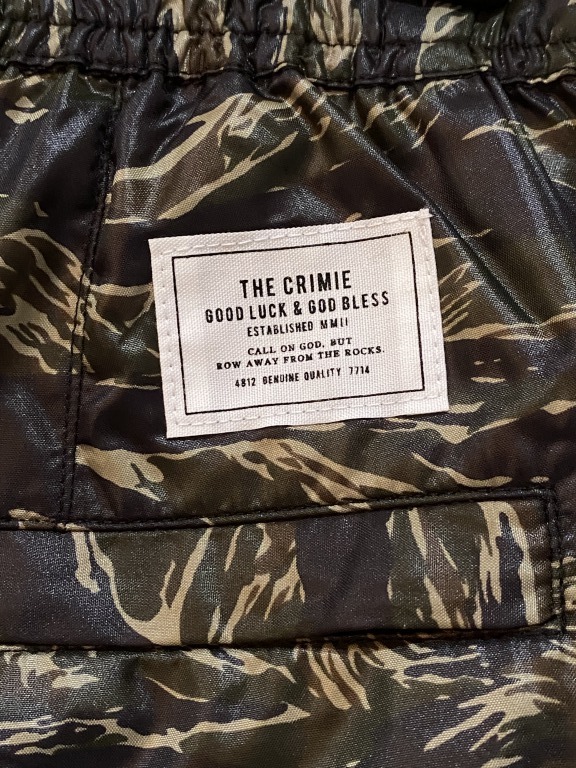 THE CRIMIE
GOOD LUCK & GOD BLESS
ESTABLISHED MMII
CALL ON GOD, BUT
ROW AWAY FROM THE ROCKS.
4812 GENUINE QUALITY 7714